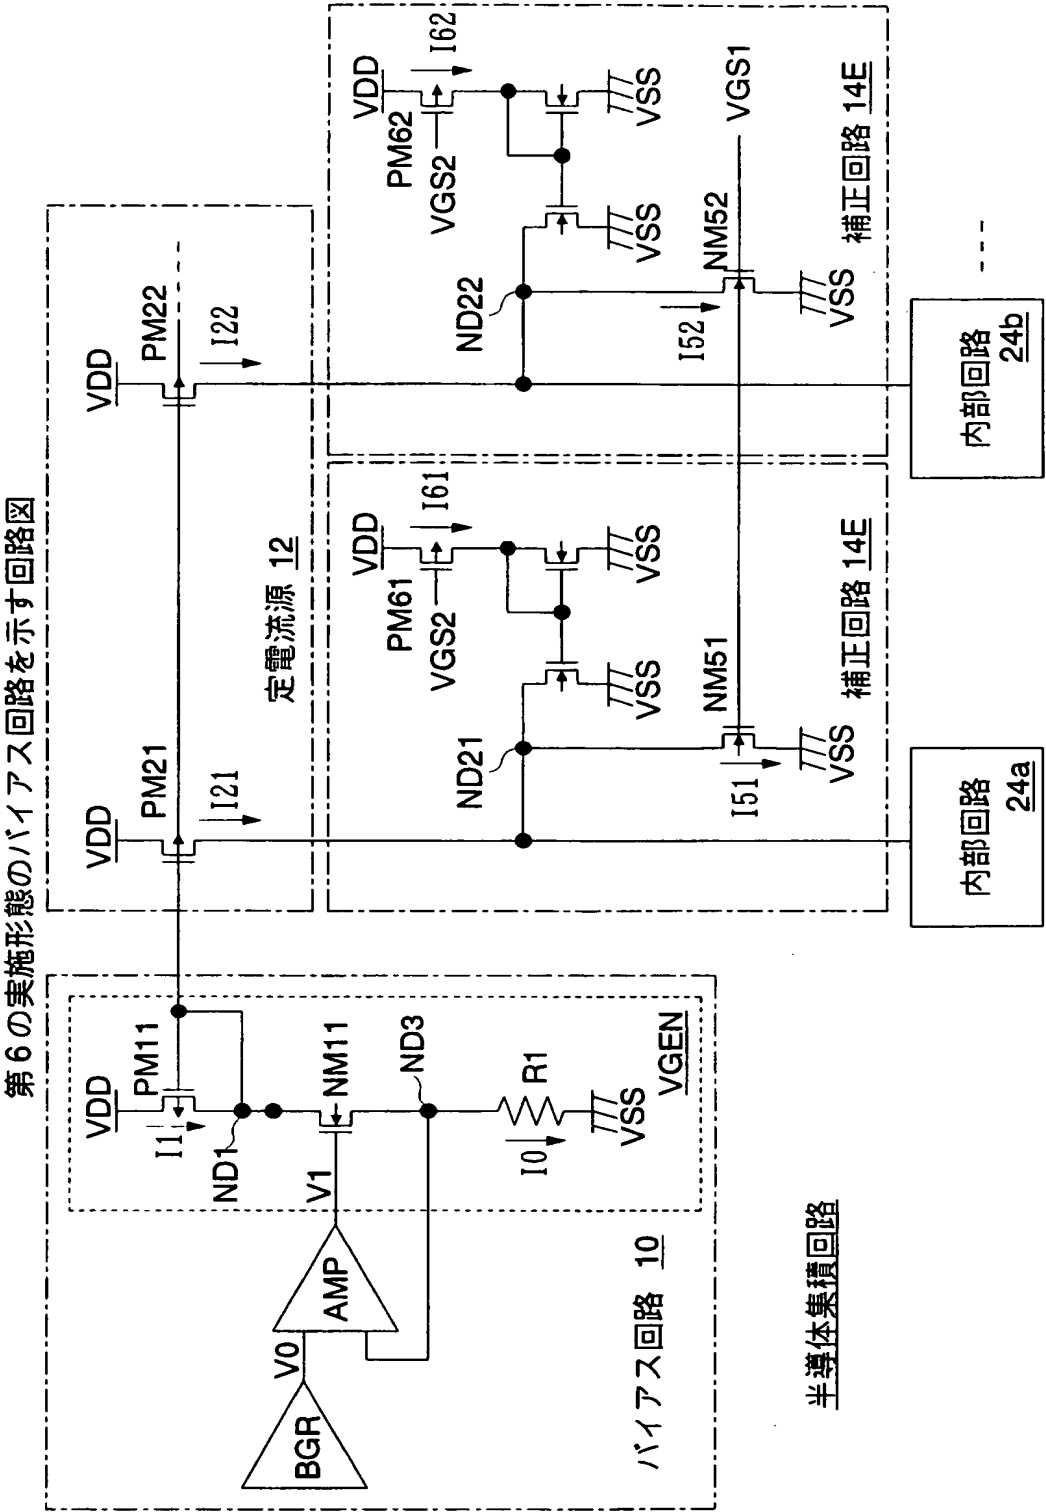 第6の実施形態のバイアス回路を示す回路図
BGR
V0
AMP
V1
VDD
PM11
I1
ND1
NM11
ND3
I0
R1
VSS
VGEN
バイアス回路 10
半導体集積回路
VDD
PM21
I21
VDD
PM22
I22
定電流源 12
VDD
PM61
I61
VGS2
ND21
VSS
VSS
NM51
I51
VSS
補正回路 14E
VDD
PM62
I62
VGS2
ND22
VSS
VSS
NM52
VGS1
I52
VSS
補正回路 14E
内部回路
24a
内部回路
24b